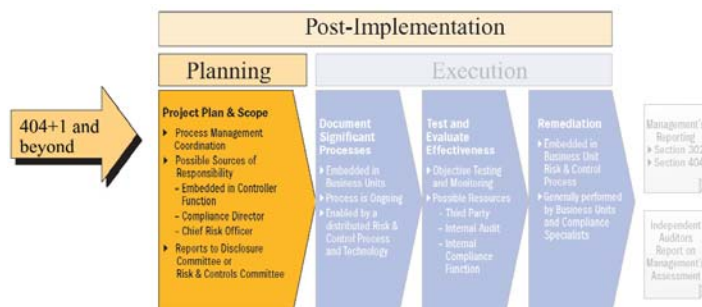 Post-Implementation
Planning
Execution
404+1 and
beyond
Project Plan & Scope
Process Management
Coordination
Possible Sources of
Responsibility
– Embedded in Controller
Function
– Compliance Director
– Chief Risk Officer
Reports to Disclosure
Committee or
Risk & Controls Committee
Document
Significant
Processes
Embedded in
Business Units
Process is Ongoing
Enabled by a
distributed Risk &
Control Process
and Technology
Test and
Evaluate
Effectiveness
Objective Testing
and Monitoring
Possible Resources
- Third Party
- Internal Audit
- Internal
Compliance
Function
Remediation
Embedded in
Business Unit
Risk & Control
Process
Generally performed
by Business Units
and Compliance
Specialists
Management's
Reporting
Section 302
Section 404
Independent
Auditors
Report on
Management's
Assessment